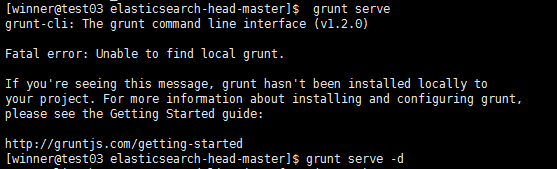 [winner@test03 elasticsearch-head-master]$  grunt serve
grunt-cli: The grunt command line interface (v1.2.0)
Fatal error: Unable to find local grunt.
If you're seeing this message, grunt hasn't been installed locally to
your project. For more information about installing and configuring grunt,
please see the Getting Started guide:
http://gruntjs.com/getting-started
[winner@test03 elasticsearch-head-master]$ grunt serve -d